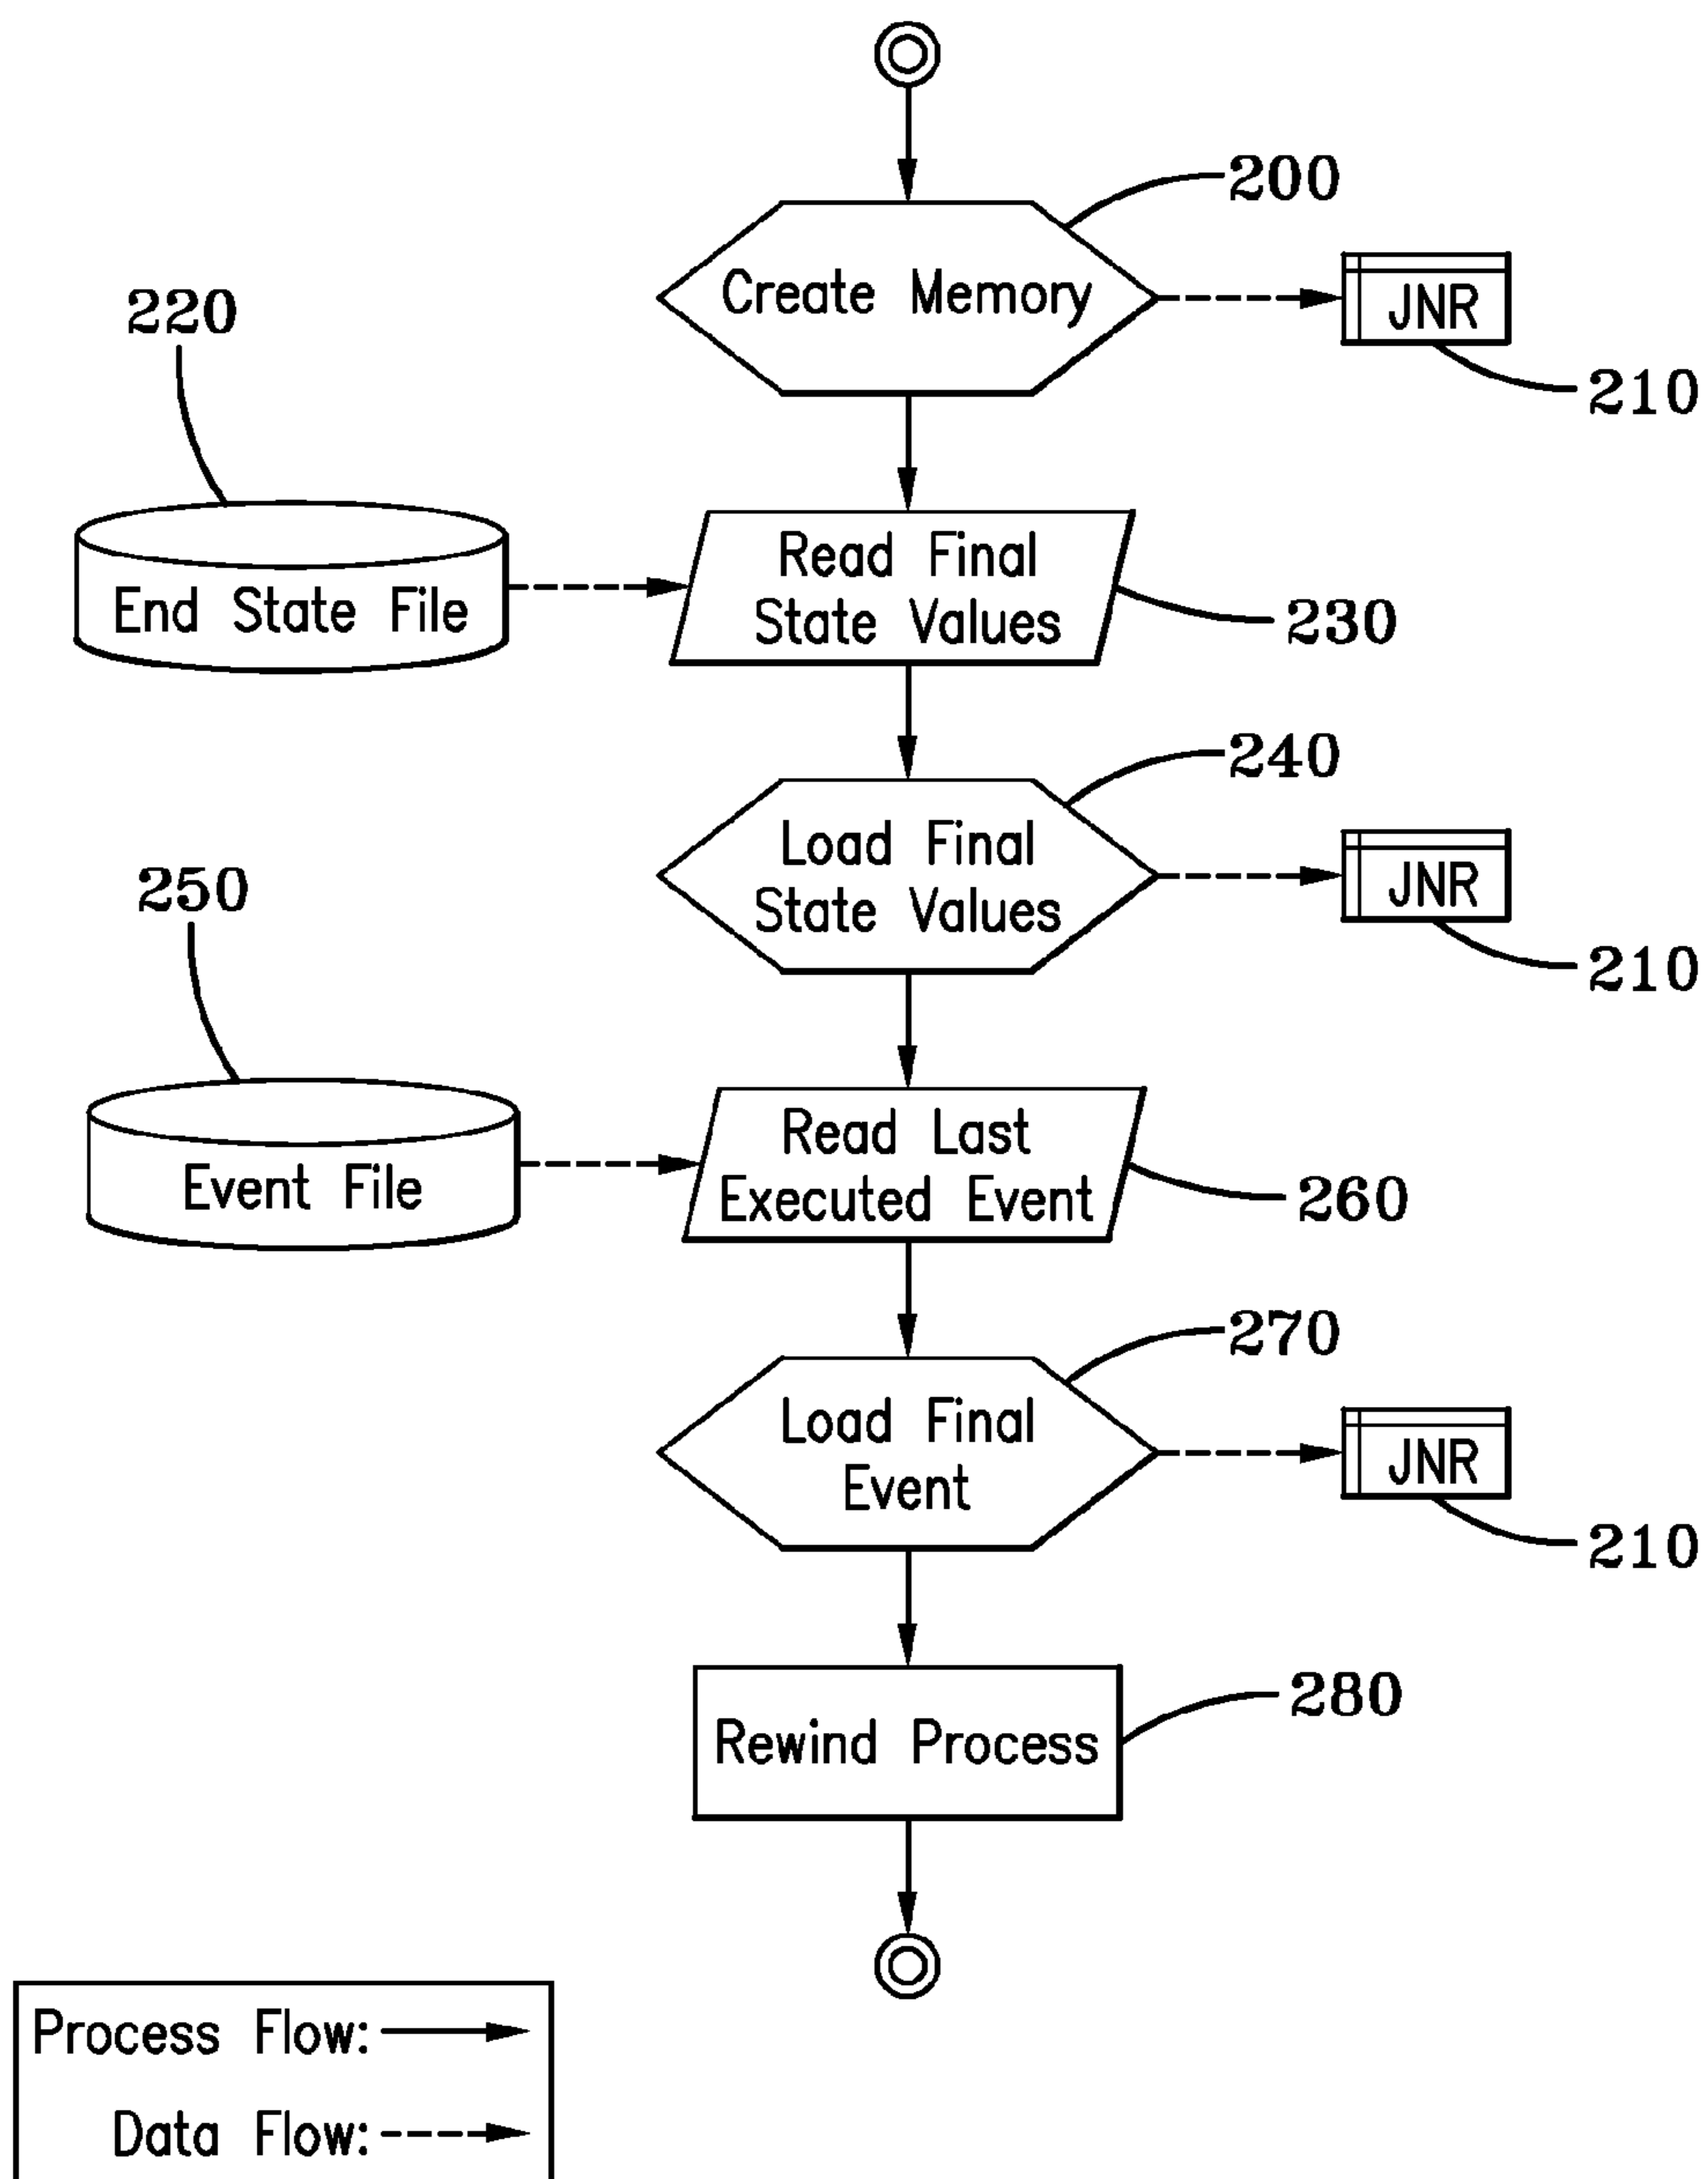 200
Create Memory
JNR
220
210
Read Final
State Values
End State File
230
240
Load Final
State Values
JNR
250
210
Read Last
Executed Event
Event File
260
270
Load Final
Event
JNR
210
280
Rewind Process
Process Flow:
Data Flow: